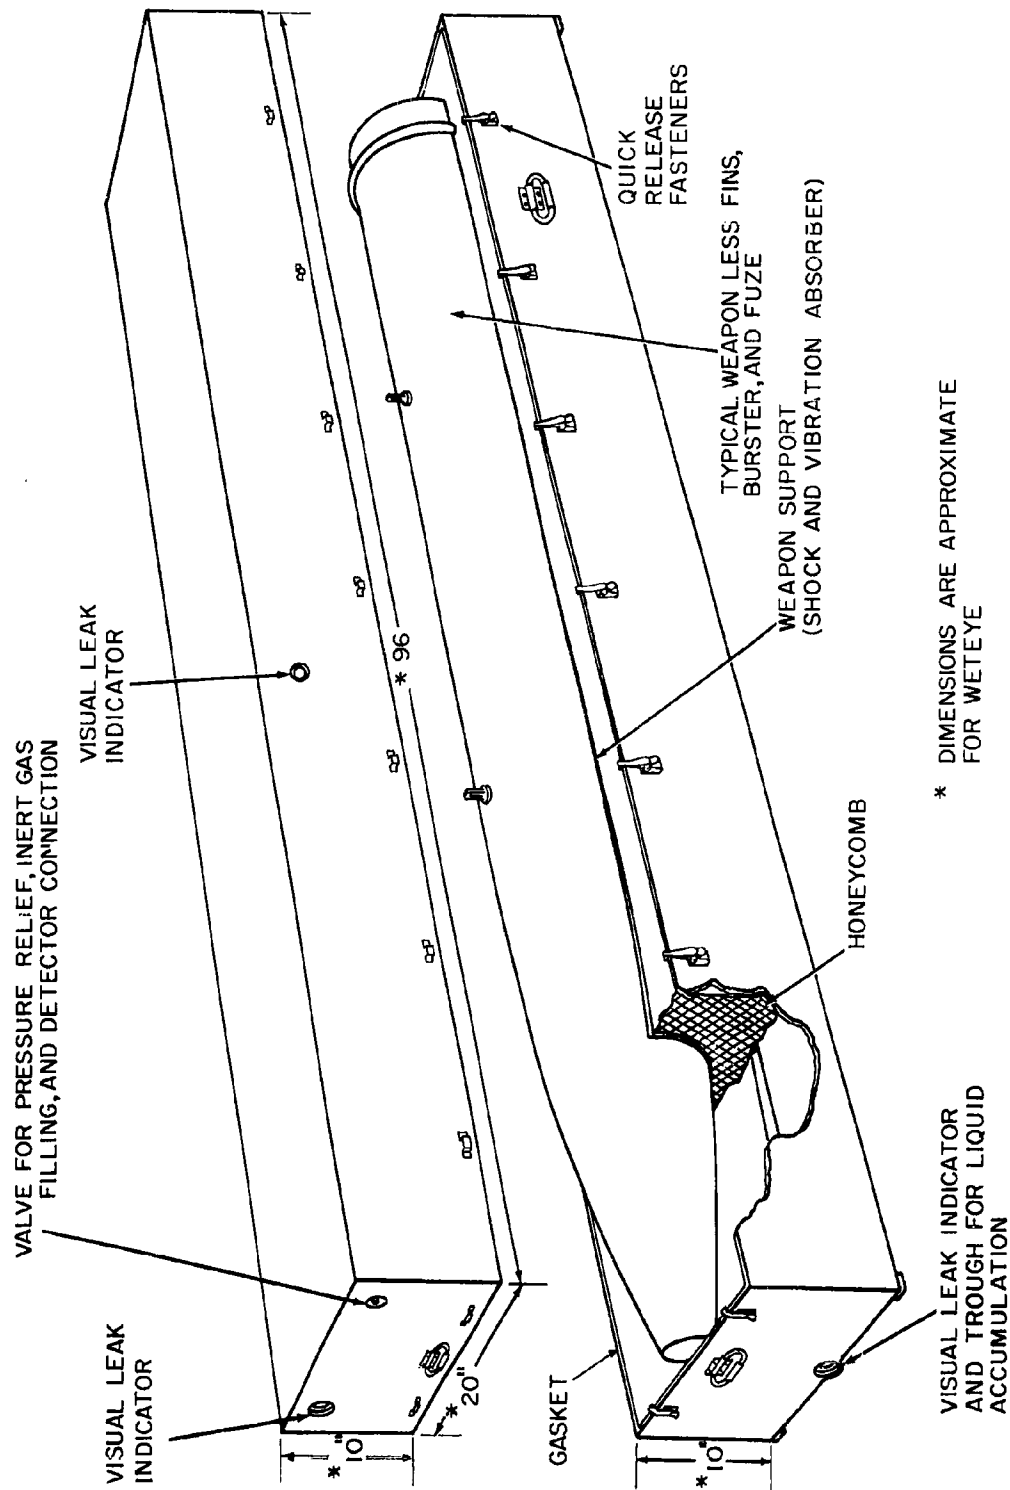 VALVE FOR PRESSURE RELIEF, INERT GAS
FILLING, AND DETECTOR CONNECTION
VISUAL LEAK
INDICATOR
VISUAL LEAK
INDICATOR
* 10"
* 20"
* 96
GASKET
* 10"
QUICK
RELEASE
FASTENERS
TYPICAL WEAPON LESS FINS,
BURSTER, AND FUZE
WEAPON SUPPORT
(SHOCK AND VIBRATION ABSORBER)
HONEYCOMB
VISUAL LEAK INDICATOR
AND TROUGH FOR LIQUID
ACCUMULATION
* DIMENSIONS ARE APPROXIMATE
FOR WETEYE